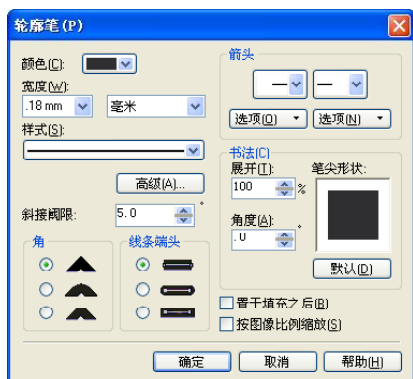 轮廓笔(P)
颜色(C):
宽度(W):
.18 mm 毫米
样式(S):
高级(A)...
斜接阈限: 5.0 °
角
线条端头
箭头
选项(O) 选项(N)
书法(C)
展开(T): 笔尖形状:
100 %
角度(A):
.0 °
默认(D)
置于填充之后(B)
按图像比例缩放(S)
确定 取消 帮助(H)